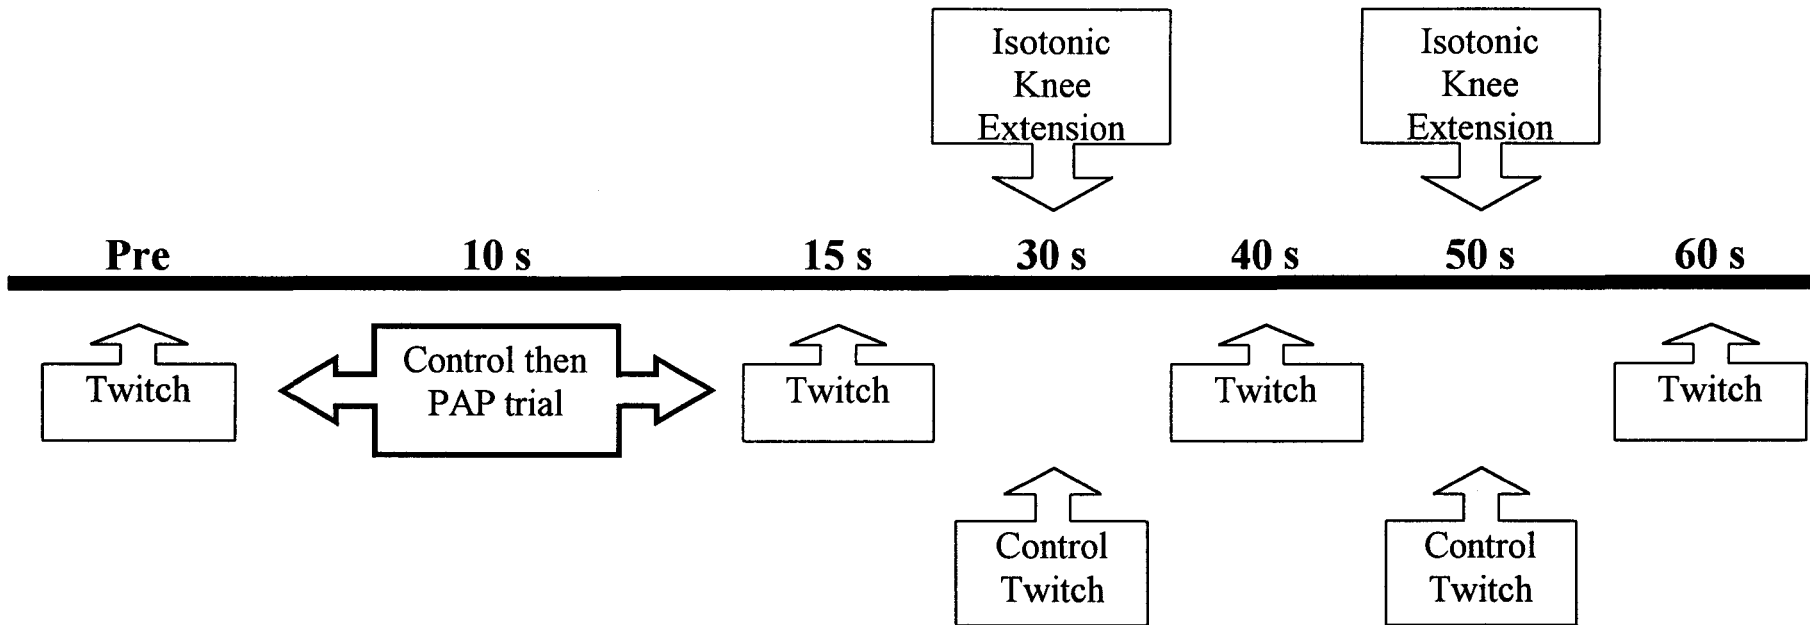 Isotonic
Knee
Extension
Isotonic
Knee
Extension
Pre 10 s 15 s 30 s 40 s 50 s 60 s
Twitch
Control then
PAP trial
Twitch
Twitch
Twitch
Control
Twitch
Control
Twitch